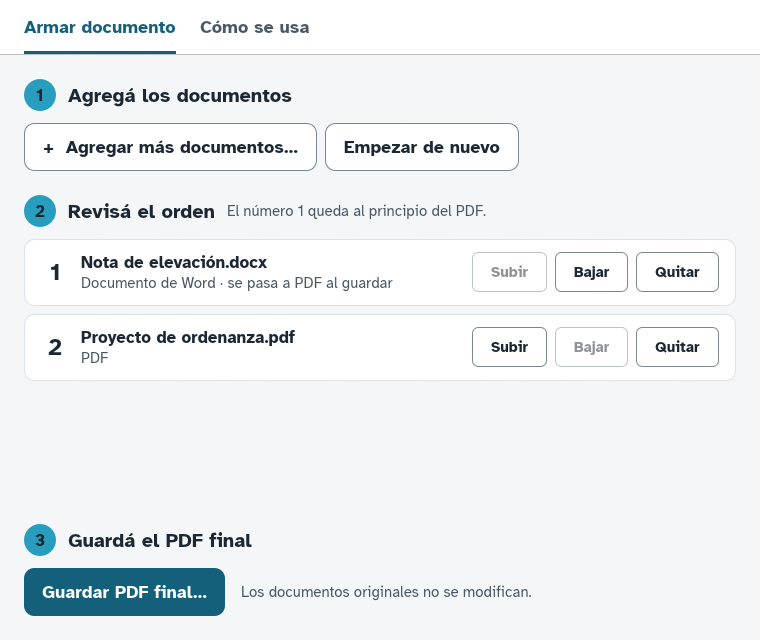 Armar documento Cómo se usa
1 Agregá los documentos
+ Agregar más documentos... Empezar de nuevo
2 Revisá el orden El número 1 queda al principio del PDF.
1 Nota de elevación.docx Subir Bajar Quitar
Documento de Word · se pasa a PDF al guardar
2 Proyecto de ordenanza.pdf Subir Bajar Quitar
PDF
3 Guardá el PDF final
Guardar PDF final... Los documentos originales no se modifican.